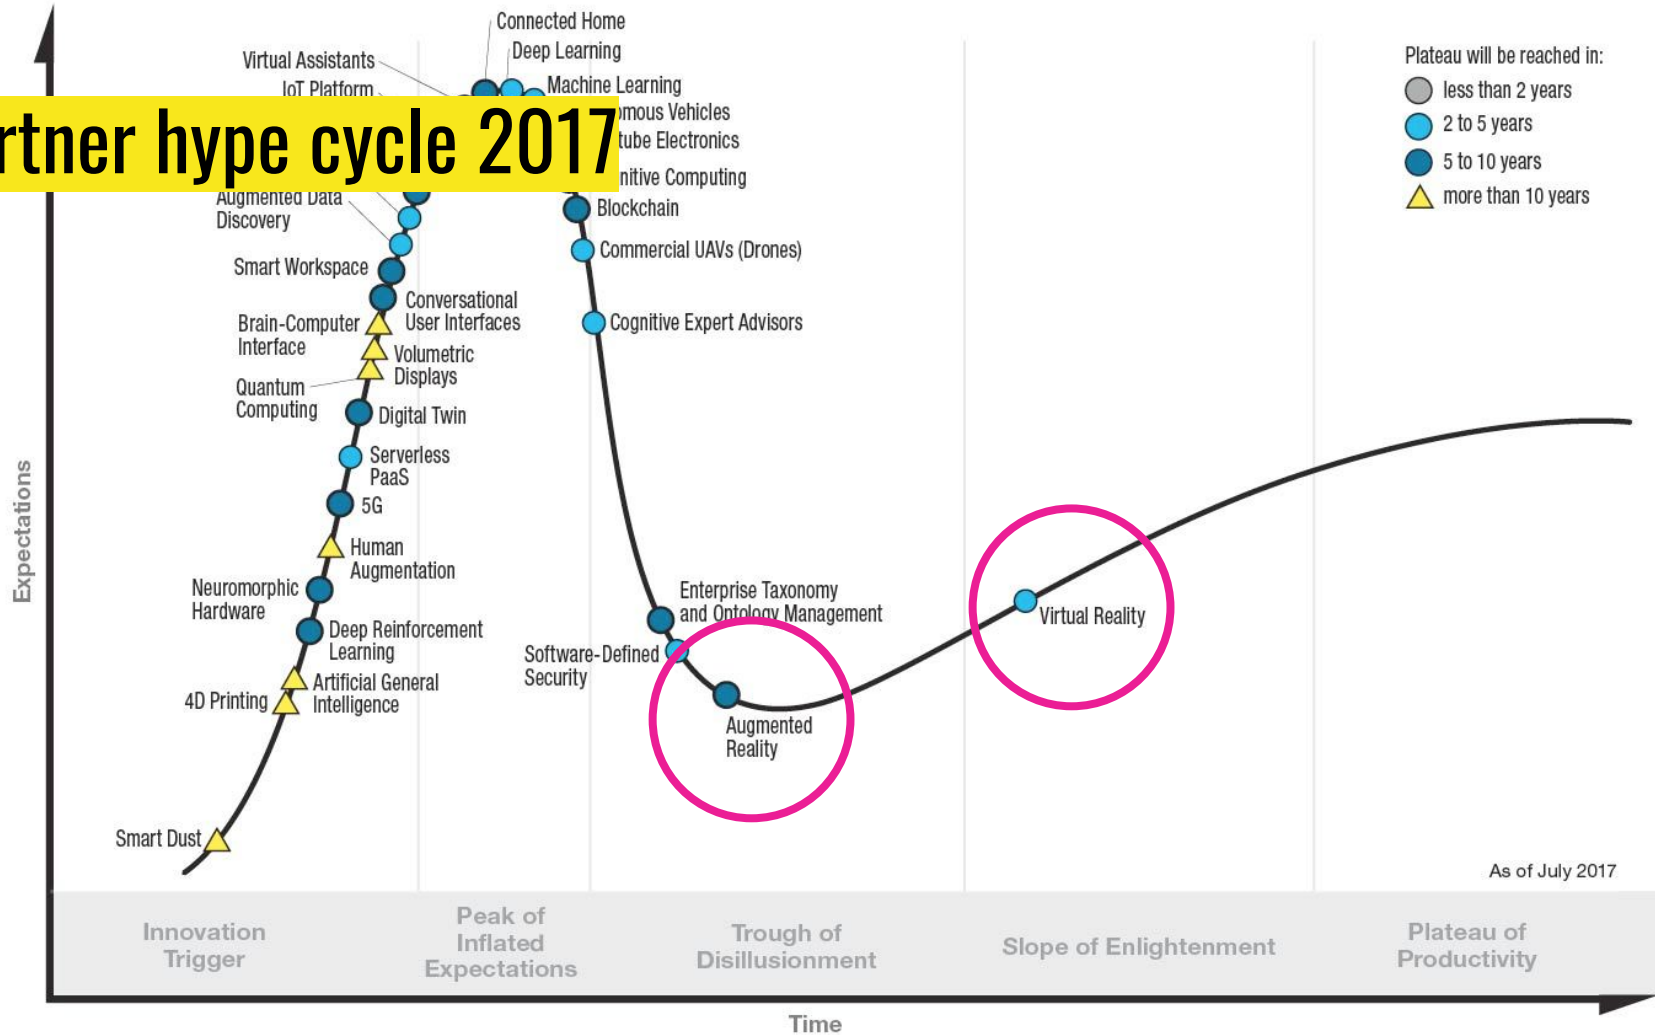 Connected Home
Deep Learning
Virtual Assistants
IoT Platform
Machine Learning
omous Vehicles
tube Electronics
nitive Computing
rtner hype cycle 2017
Augmented Data
Discovery
Blockchain
Commercial UAVs (Drones)
Smart Workspace
Conversational
User Interfaces
Brain-Computer
Interface
Cognitive Expert Advisors
Volumetric
Displays
Quantum
Computing
Digital Twin
Serverless
PaaS
5G
Human
Augmentation
Neuromorphic
Hardware
Deep Reinforcement
Learning
Artificial General
Intelligence
4D Printing
Smart Dust
Enterprise Taxonomy
and Ontology Management
Software-Defined
Security
Augmented
Reality
Virtual Reality
Plateau will be reached in:
less than 2 years
2 to 5 years
5 to 10 years
more than 10 years
As of July 2017
Expectations
Innovation
Trigger
Peak of
Inflated
Expectations
Trough of
Disillusionment
Slope of Enlightenment
Plateau of
Productivity
Time